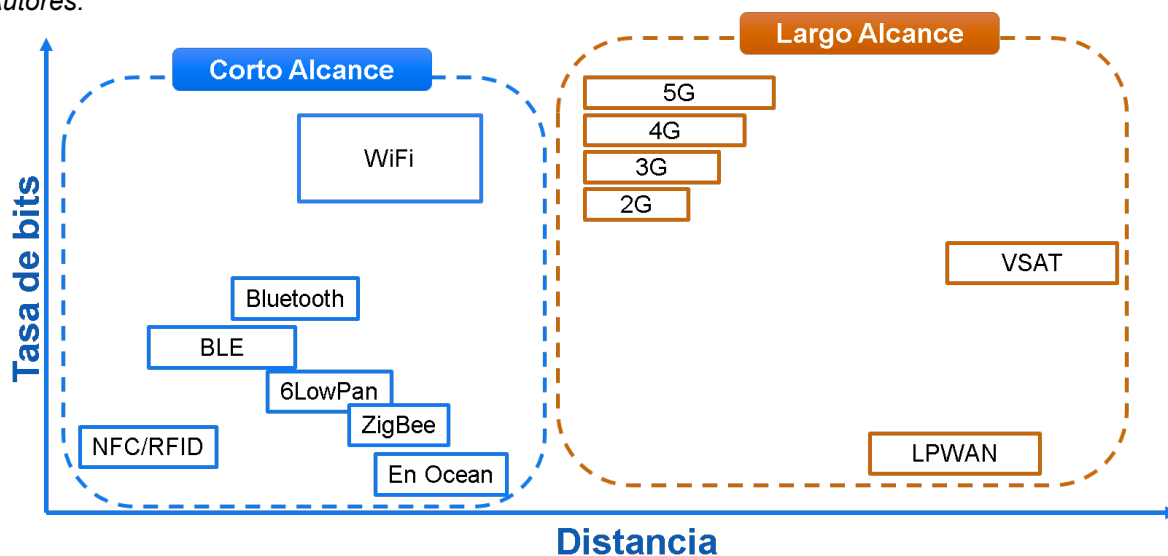 Autores.
Largo Alcance
Corto Alcance
5G
4G
WiFi
3G
2G
Tasa de bits
VSAT
Bluetooth
BLE
6LowPan
ZigBee
NFC/RFID
LPWAN
En Ocean
Distancia